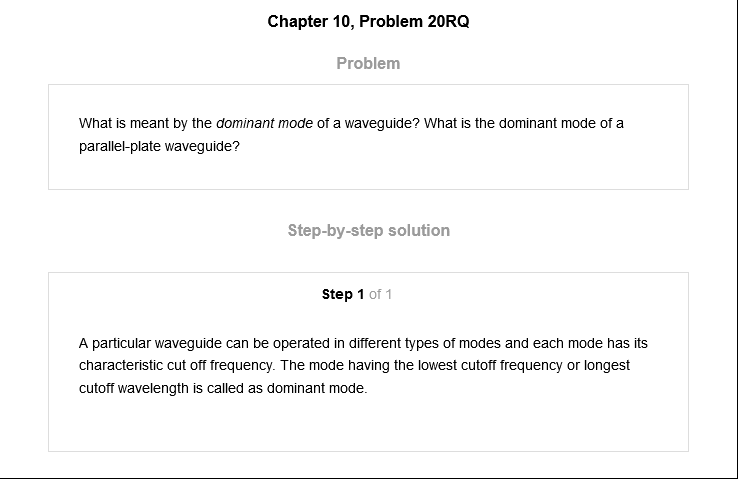 Chapter 10, Problem 20RQ
Problem
What is meant by the dominant mode of a waveguide? What is the dominant mode of a
parallel-plate waveguide?
Step-by-step solution
Step 1 of 1
A particular waveguide can be operated in different types of modes and each mode has its
characteristic cut off frequency. The mode having the lowest cutoff frequency or longest
cutoff wavelength is called as dominant mode.